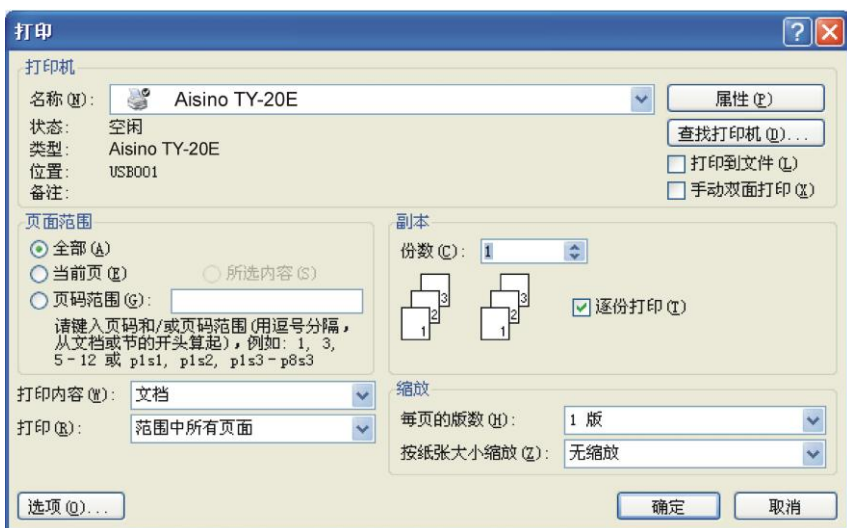 打印
打印机
名称(N): Aisino TY-20E
属性(P)
状态: 空闲
查找打印机(D)...
类型: Aisino TY-20E
位置: USB001
打印到文件(L)
备注:
手动双面打印(X)
页面范围
全部(A)
当前页(E) 所选内容(S)
页码范围(G):
请键入页码和/或页码范围(用逗号分隔,
从文档或节的开头算起),例如: 1, 3,
5-12 或 p1s1, p1s2, p1s3-p8s3
副本
份数(C): 1
3 3
2 2
1 1
逐份打印(T)
打印内容(W): 文档
打印(R): 范围中所有页面
缩放
每页的版数(H): 1 版
按纸张大小缩放(Z): 无缩放
选项(O)...
确定
取消